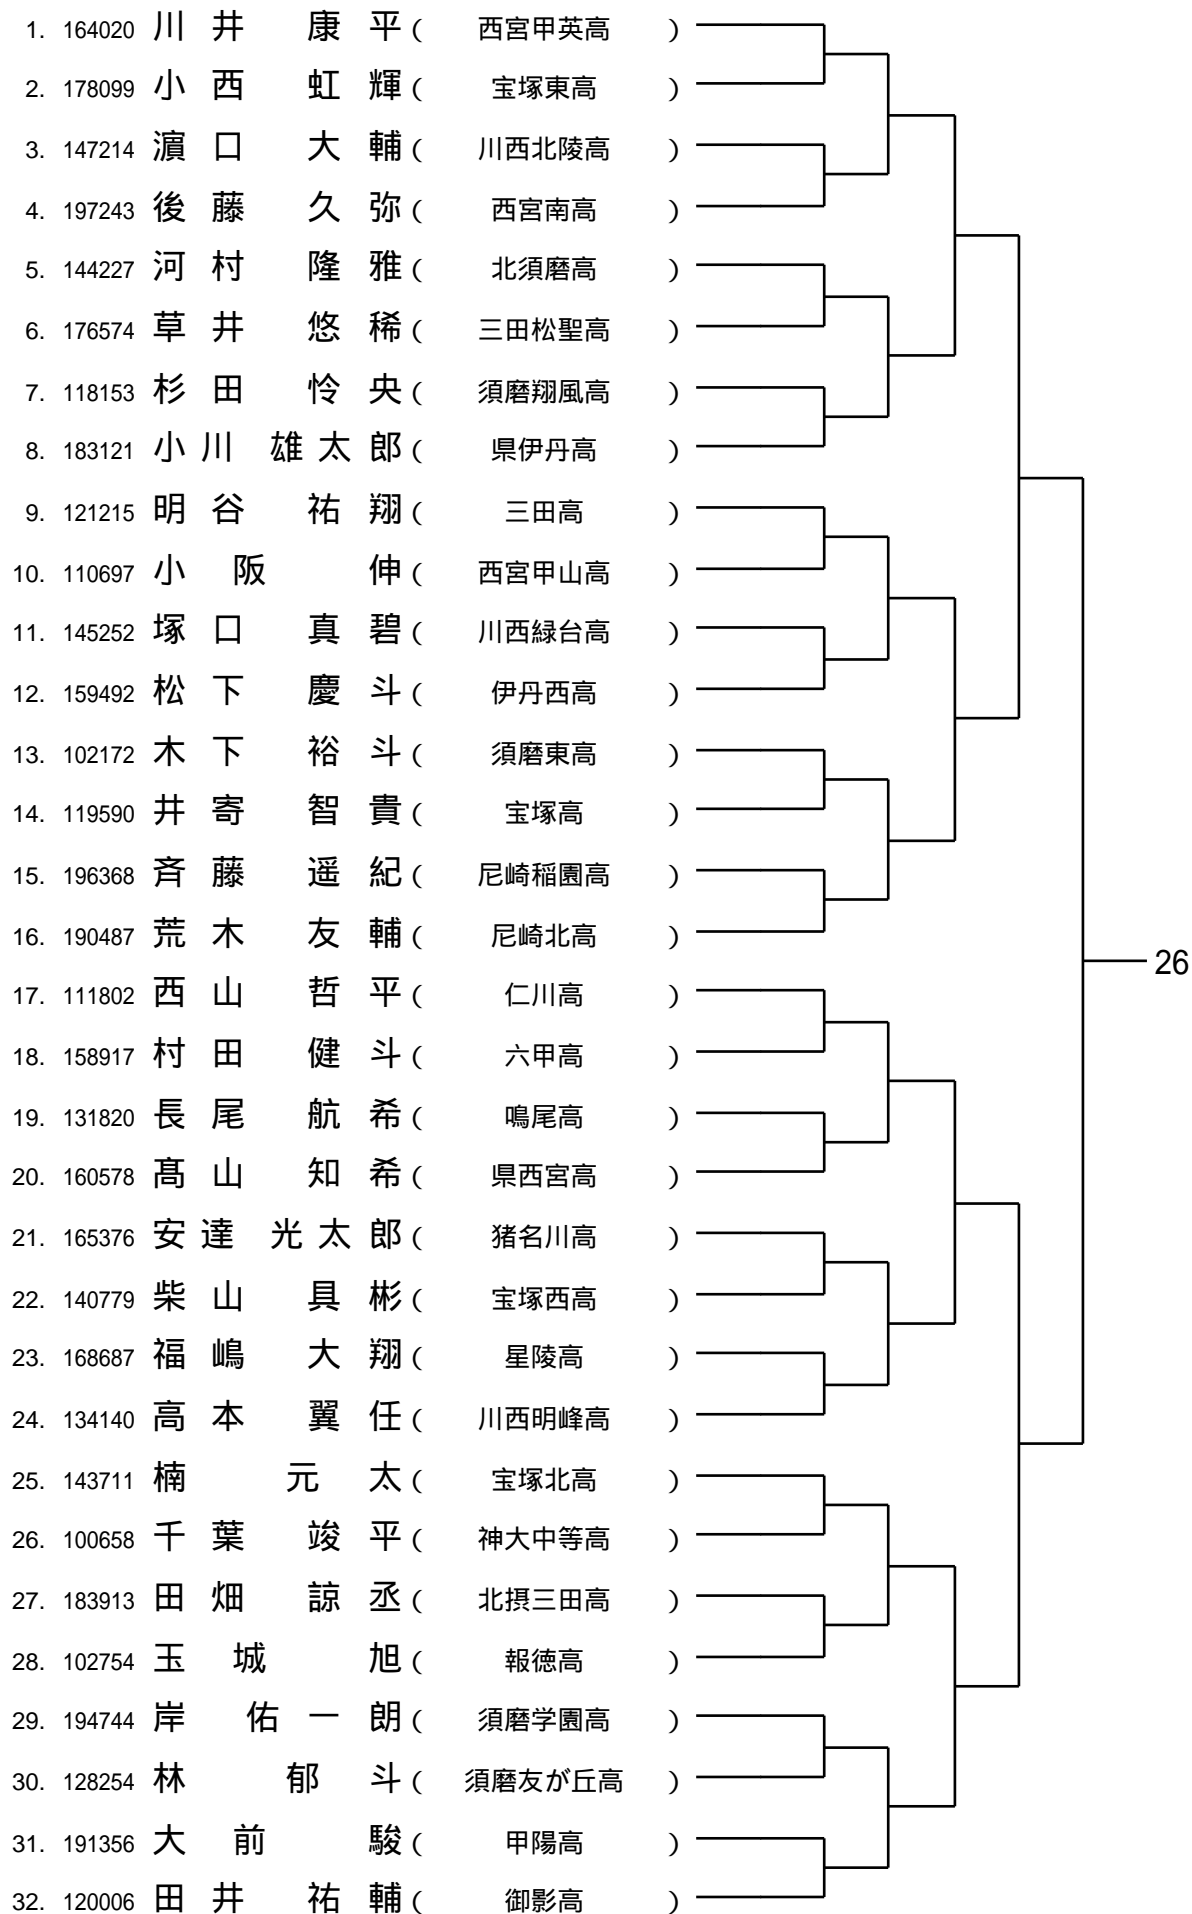 1. 164020 川井 康平 ( 西宮甲英高 )
2. 178099 小西 虹輝 ( 宝塚東高 )
3. 147214 濵口 大輔 ( 川西北陵高 )
4. 197243 後藤 久弥 ( 西宮南高 )
5. 144227 河村 隆雅 ( 北須磨高 )
6. 176574 草井 悠稀 ( 三田松聖高 )
7. 118153 杉田 怜央 ( 須磨翔風高 )
8. 183121 小川 雄太郎 ( 県伊丹高 )
9. 121215 明谷 祐翔 ( 三田高 )
10. 110697 小阪 伸 ( 西宮甲山高 )
11. 145252 塚口 真碧 ( 川西緑台高 )
12. 159492 松下 慶斗 ( 伊丹西高 )
13. 102172 木下 裕斗 ( 須磨東高 )
14. 119590 井寄 智貴 ( 宝塚高 )
15. 196368 斉藤 遥紀 ( 尼崎稲園高 )
16. 190487 荒木 友輔 ( 尼崎北高 )
26
17. 111802 西山 哲平 ( 仁川高 )
18. 158917 村田 健斗 ( 六甲高 )
19. 131820 長尾 航希 ( 鳴尾高 )
20. 160578 髙山 知希 ( 県西宮高 )
21. 165376 安達 光太郎 ( 猪名川高 )
22. 140779 柴山 具彬 ( 宝塚西高 )
23. 168687 福嶋 大翔 ( 星陵高 )
24. 134140 高本 翼任 ( 川西明峰高 )
25. 143711 楠 元太 ( 宝塚北高 )
26. 100658 千葉 竣平 ( 神大中等高 )
27. 183913 田畑 諒丞 ( 北摂三田高 )
28. 102754 玉城 旭 ( 報徳高 )
29. 194744 岸 佑一朗 ( 須磨学園高 )
30. 128254 林 郁斗 ( 須磨友が丘高 )
31. 191356 大前 駿 ( 甲陽高 )
32. 120006 田井 祐輔 ( 御影高 )